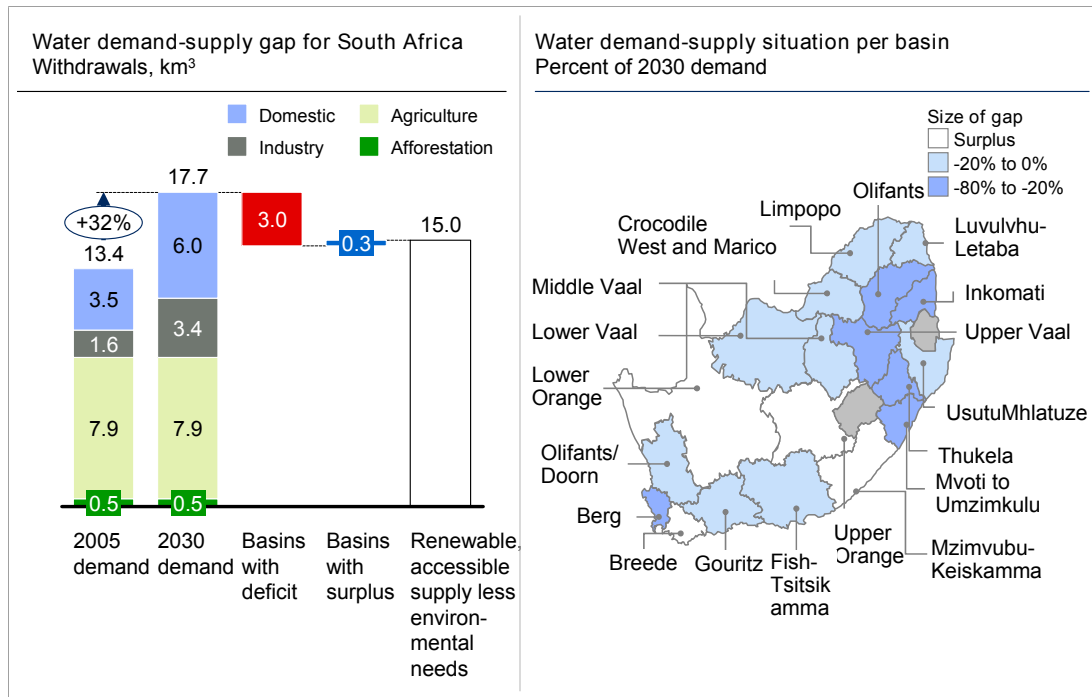 Water demand-supply gap for South Africa
Withdrawals, km³
Domestic
Agriculture
Industry
Afforestation
17.7
+32%
13.4
3.0
0.3
15.0
6.0
3.5
3.4
1.6
7.9
7.9
0.5
0.5
2005
demand
2030
demand
Basins
with
deficit
Basins
with
surplus
Renewable,
accessible
supply less
environ-
mental
needs
Water demand-supply situation per basin
Percent of 2030 demand
Size of gap
Surplus
-20% to 0%
-80% to -20%
Olifants
Limpopo
Luvulvhu-
Letaba
Crocodile
West and Marico
Middle Vaal
Inkomati
Lower Vaal
Upper Vaal
Lower
Orange
UsutuMhlatuze
Olifants/
Doorn
Thukela
Mvoti to
Umzimkulu
Berg
Breede
Gouritz
Fish-
Tsitsik
amma
Upper
Orange
Mzimvubu-
Keiskamma